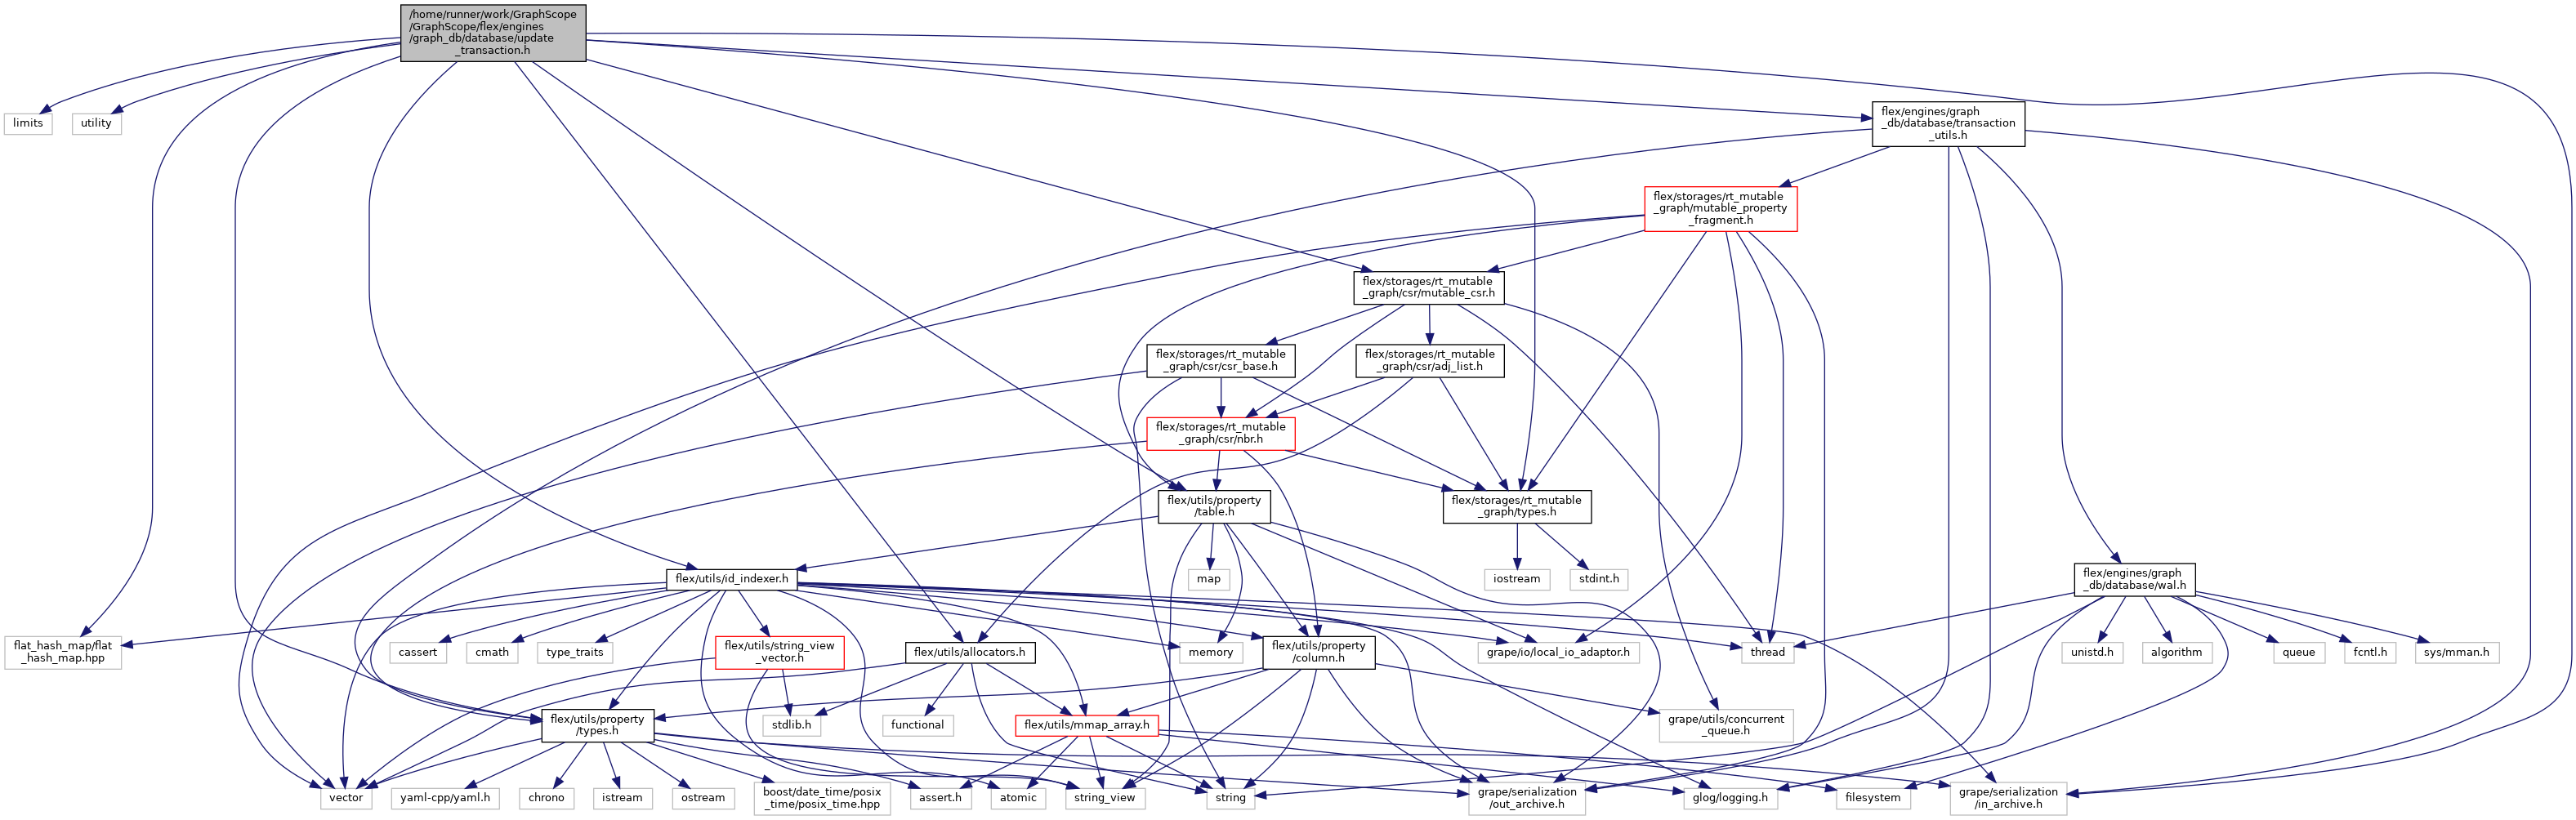 /home/runner/work/GraphScope
/GraphScope/flex/engines
/graph_db/database/update
_transaction.h
limits
utility
flex/engines/graph
_db/database/transaction
_utils.h
flex/storages/rt_mutable
_graph/mutable_property
_fragment.h
flex/storages/rt_mutable
_graph/csr/mutable_csr.h
flex/storages/rt_mutable
_graph/csr/csr_base.h
flex/storages/rt_mutable
_graph/csr/adj_list.h
flex/storages/rt_mutable
_graph/csr/nbr.h
flex/utils/property
/table.h
flex/storages/rt_mutable
_graph/types.h
flex/utils/id_indexer.h
map
iostream
stdint.h
flex/engines/graph
_db/database/wal.h
flat_hash_map/flat
_hash_map.hpp
cassert
cmath
type_traits
flex/utils/string_view
_vector.h
flex/utils/allocators.h
memory
flex/utils/property
/column.h
grape/io/local_io_adaptor.h
thread
unistd.h
algorithm
queue
fcntl.h
sys/mman.h
flex/utils/property
/types.h
stdlib.h
functional
flex/utils/mmap_array.h
grape/utils/concurrent
_queue.h
vector
yaml-cpp/yaml.h
chrono
istream
ostream
boost/date_time/posix
_time/posix_time.hpp
assert.h
atomic
string_view
string
grape/serialization
/out_archive.h
glog/logging.h
filesystem
grape/serialization
/in_archive.h